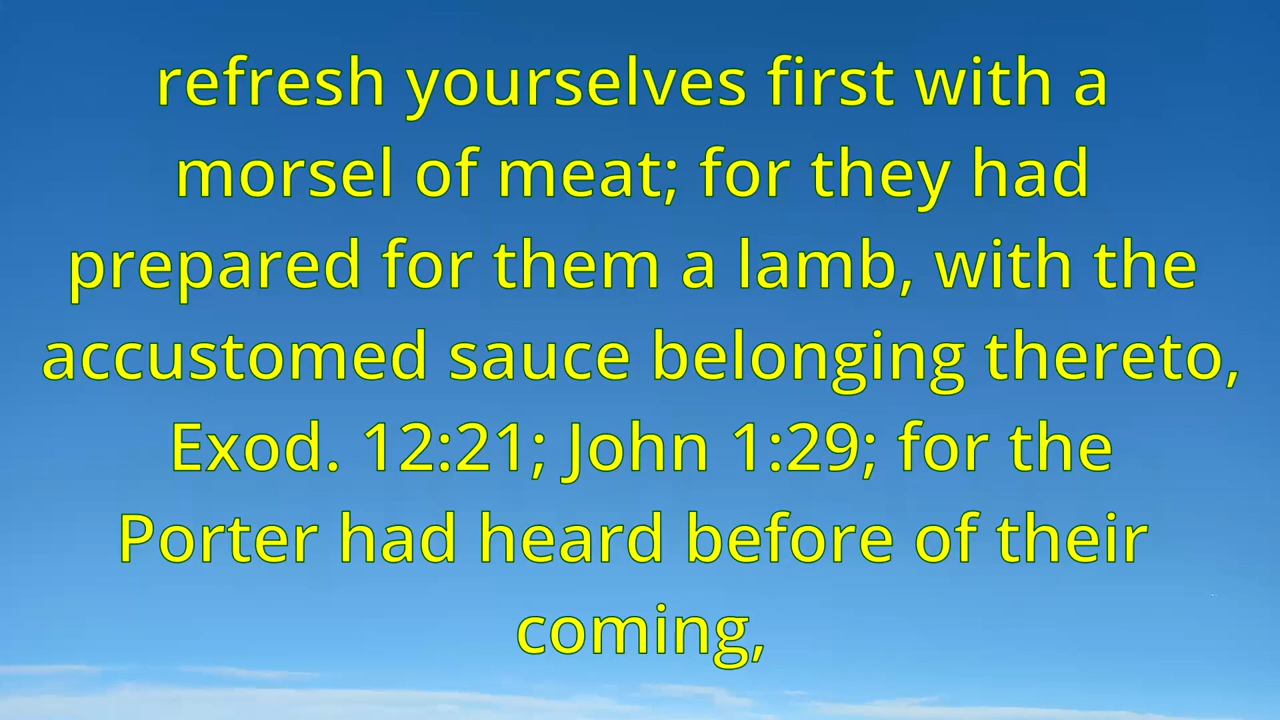 refresh yourselves first with a
morsel of meat; for they had
prepared for them a lamb, with the
accustomed sauce belonging thereto,
Exod. 12:21; John 1:29; for the
Porter had heard before of their
coming,